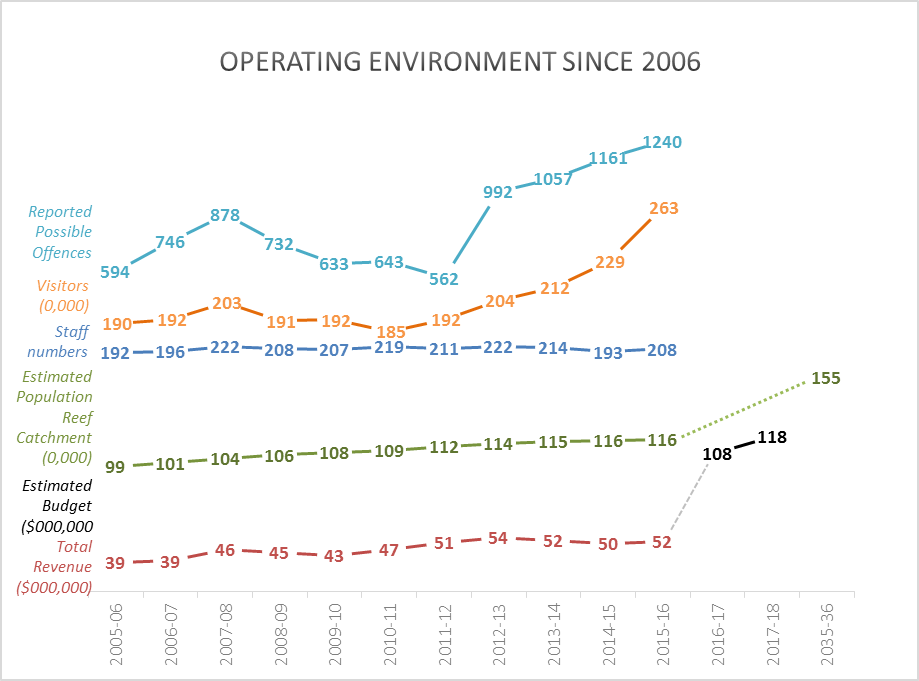 OPERATING ENVIRONMENT SINCE 2006
Reported
Possible
Offences
594 746 878 732 633 643 562 992 1057 1161 1240
Visitors
(0,000)
190 192 203 191 192 185 192 204 212 229 263
Staff
numbers
192 196 222 208 207 219 211 222 214 193 208
Estimated
Population
Reef
Catchment
(0,000)
99 101 104 106 108 109 112 114 115 116 116 155
Estimated
Budget
($000,000
108 118
Total
Revenue
($000,000)
39 39 46 45 43 47 51 54 52 50 52
2005-06
2006-07
2007-08
2008-09
2009-10
2010-11
2011-12
2012-13
2013-14
2014-15
2015-16
2016-17
2017-18
2035-36